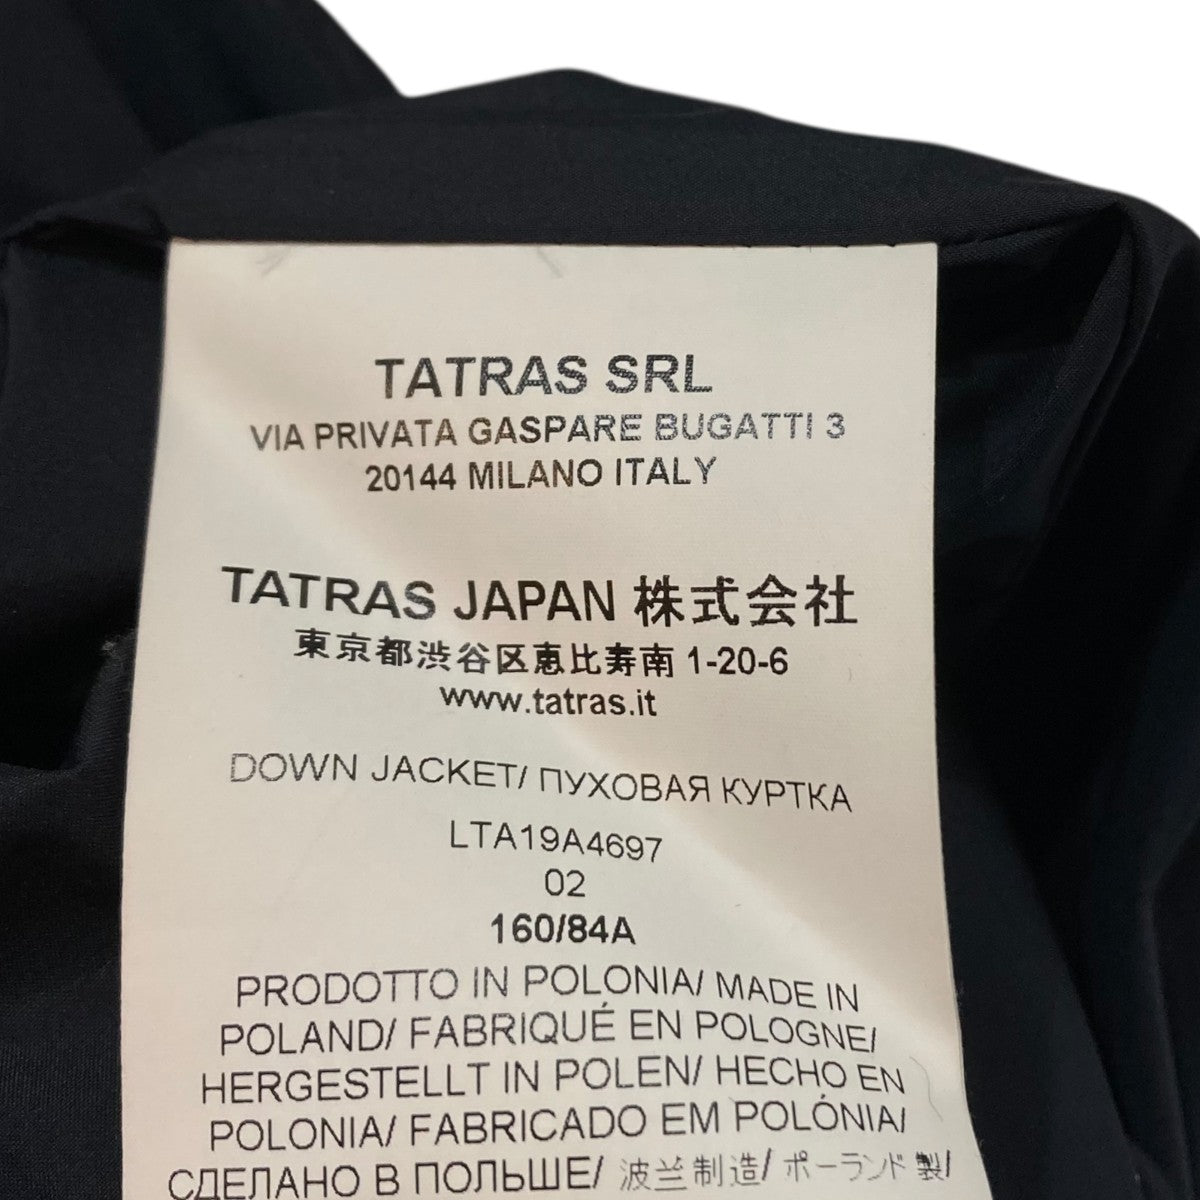 TATRAS SRL
VIA PRIVATA GASPARE BUGATTI 3
20144 MILANO ITALY
TATRAS JAPAN 株式会社
東京都渋谷区恵比寿南 1-20-6
www.tatras.it
DOWN JACKET/ ПУХОВАЯ КУРТКА
LTA19A4697
02
160/84A
PRODOTTO IN POLONIA/ MADE IN
POLAND/ FABRIQUÉ EN POLOGNE/
HERGESTELLT IN POLEN/ HECHO EN
POLONIA/ FABRICADO EM POLÓNIA/
СДЕЛАНО В ПОЛЬШЕ/ 波兰制造/ ポーランド製/